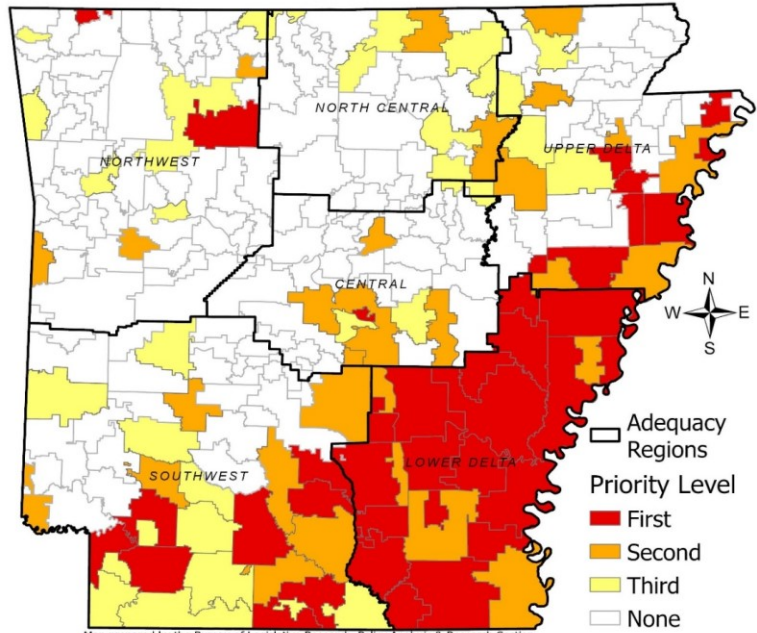 NORTH CENTRAL
NORTHWEST
UPPER DELTA
CENTRAL
N
W
E
S
SOUTHWEST
LOWER DELTA
Adequacy
Regions
Priority Level
First
Second
Third
None